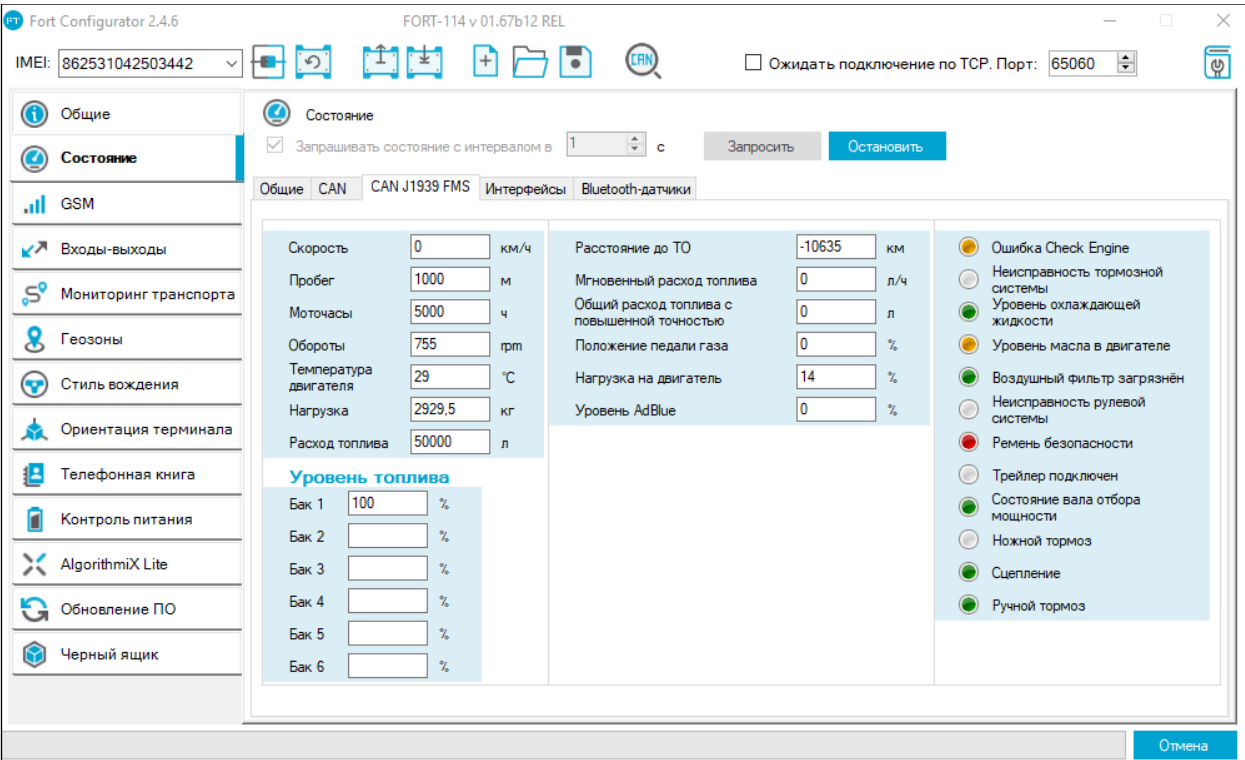 Fort Configurator 2.4.6
FORT-114 v 01.67b12 REL
IMEI: 862531042503442
CAN
Ожидать подключение по TCP. Порт: 65060
Общие
Состояние
GSM
Входы-выходы
Мониторинг транспорта
Геозоны
Стиль вождения
Ориентация терминала
Телефонная книга
Контроль питания
AlgorithmiX Lite
Обновление ПО
Черный ящик
Состояние
Запрашивать состояние с интервалом в 1 с
Запросить
Остановить
Общие
CAN
CAN J1939 FMS
Интерфейсы
Bluetooth-датчики
Скорость 0 км/ч
Пробег 1000 м
Моточасы 5000 ч
Обороты 755 rpm
Температура
двигателя 29 °C
Нагрузка 2929,5 кг
Расход топлива 50000 л
Уровень топлива
Бак 1 100 %
Бак 2 %
Бак 3 %
Бак 4 %
Бак 5 %
Бак 6 %
Расстояние до ТО -10635 км
Мгновенный расход топлива 0 л/ч
Общий расход топлива с
повышенной точностью 0 л
Положение педали газа 0 %
Нагрузка на двигатель 14 %
Уровень AdBlue 0 %
Ошибка Check Engine
Неисправность тормозной
системы
Уровень охлаждающей
жидкости
Уровень масла в двигателе
Воздушный фильтр загрязнён
Неисправность рулевой
системы
Ремень безопасности
Трейлер подключен
Состояние вала отбора
мощности
Ножной тормоз
Сцепление
Ручной тормоз
Отмена